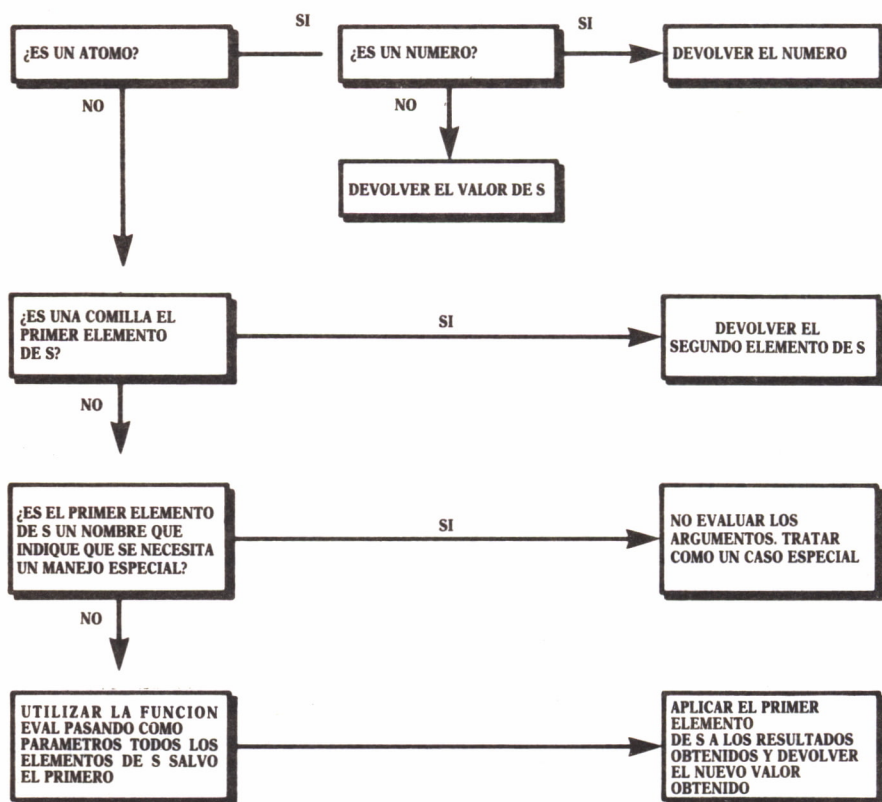 SI
SI
¿ES UN ATOMO?
¿ES UN NUMERO?
DEVOLVER EL NUMERO
NO
NO
DEVOLVER EL VALOR DE S
¿ES UNA COMILLA EL
PRIMER ELEMENTO
DE S?
SI
DEVOLVER EL
SEGUNDO ELEMENTO DE S
NO
¿ES EL PRIMER ELEMENTO
DE S UN NOMBRE QUE
INDIQUE QUE SE NECESITA
UN MANEJO ESPECIAL?
SI
NO EVALUAR LOS
ARGUMENTOS. TRATAR
COMO UN CASO ESPECIAL
NO
UTILIZAR LA FUNCION
EVAL PASANDO COMO
PARAMETROS TODOS LOS
ELEMENTOS DE S SALVO
EL PRIMERO
APLICAR EL PRIMER
ELEMENTO
DE S A LOS RESULTADOS
OBTENIDOS Y DEVOLVER
EL NUEVO VALOR
OBTENIDO